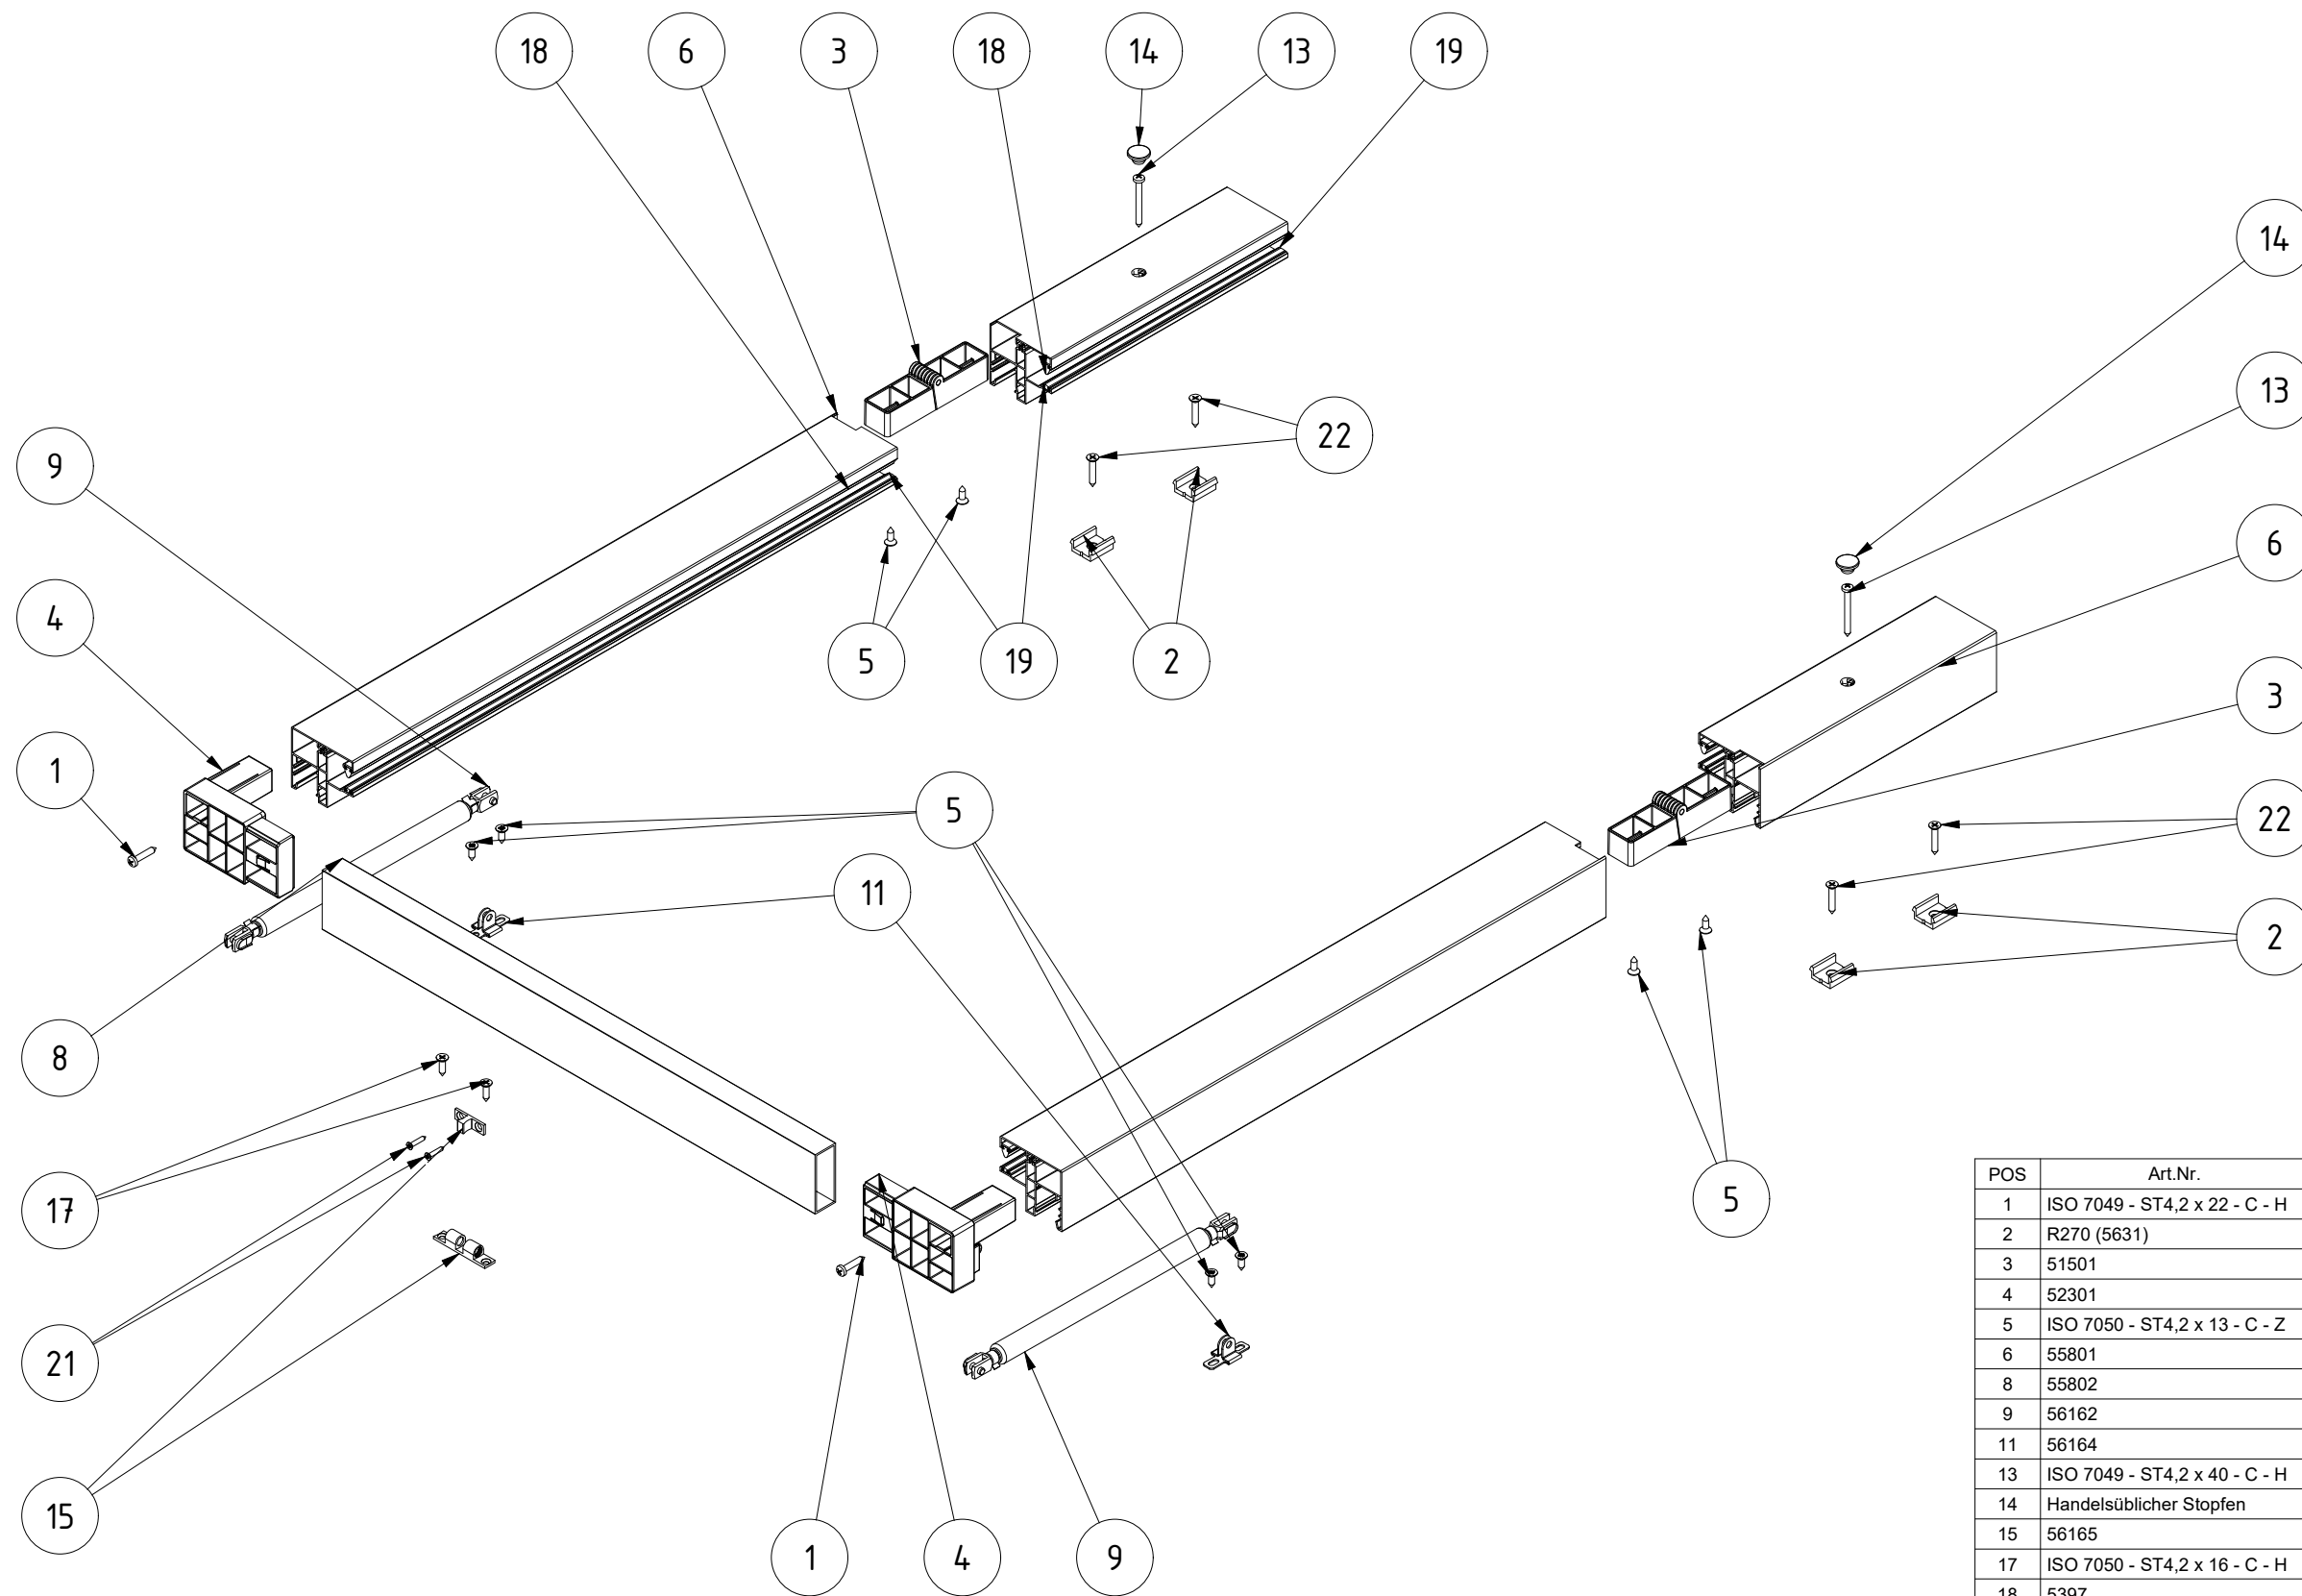 18 6 3 18 14 13 19
14
13
9 22
6
4 5 19 2
3
1
5 22
11
2
8
17 5
21
15
1 4 9
POS Art.Nr.
1 ISO 7049 - ST4,2 x 22 - C - H
2 R270 (5631)
3 51501
4 52301
5 ISO 7050 - ST4,2 x 13 - C - Z
6 55801
8 55802
9 56162
11 56164
13 ISO 7049 - ST4,2 x 40 - C - H
14 Handelsüblicher Stopfen
15 56165
17 ISO 7050 - ST4,2 x 16 - C - H
18 5397